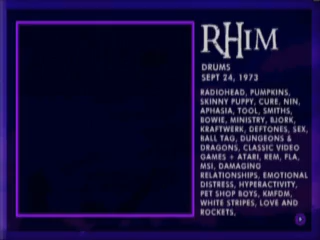 RHIM
DRUMS
SEPT 24, 1973
RADIOHEAD, PUMPKINS,
SKINNY PUPPY, CURE, NIN,
APHASIA, TOOL, SMITHS,
BOWIE, MINISTRY, BJORK,
KRAFTWERK, DEFTONES, SEX,
BALL TAG, DUNGEONS &
DRAGONS, CLASSIC VIDEO
GAMES + ATARI, REM, PLA,
MSI, DAMAGING
RELATIONSHIPS, EMOTIONAL
DISTRESS, HYPERACTIVITY,
PET SHOP BOYS, KMFDM,
WHITE STRIPES, LOVE AND
ROCKETS,